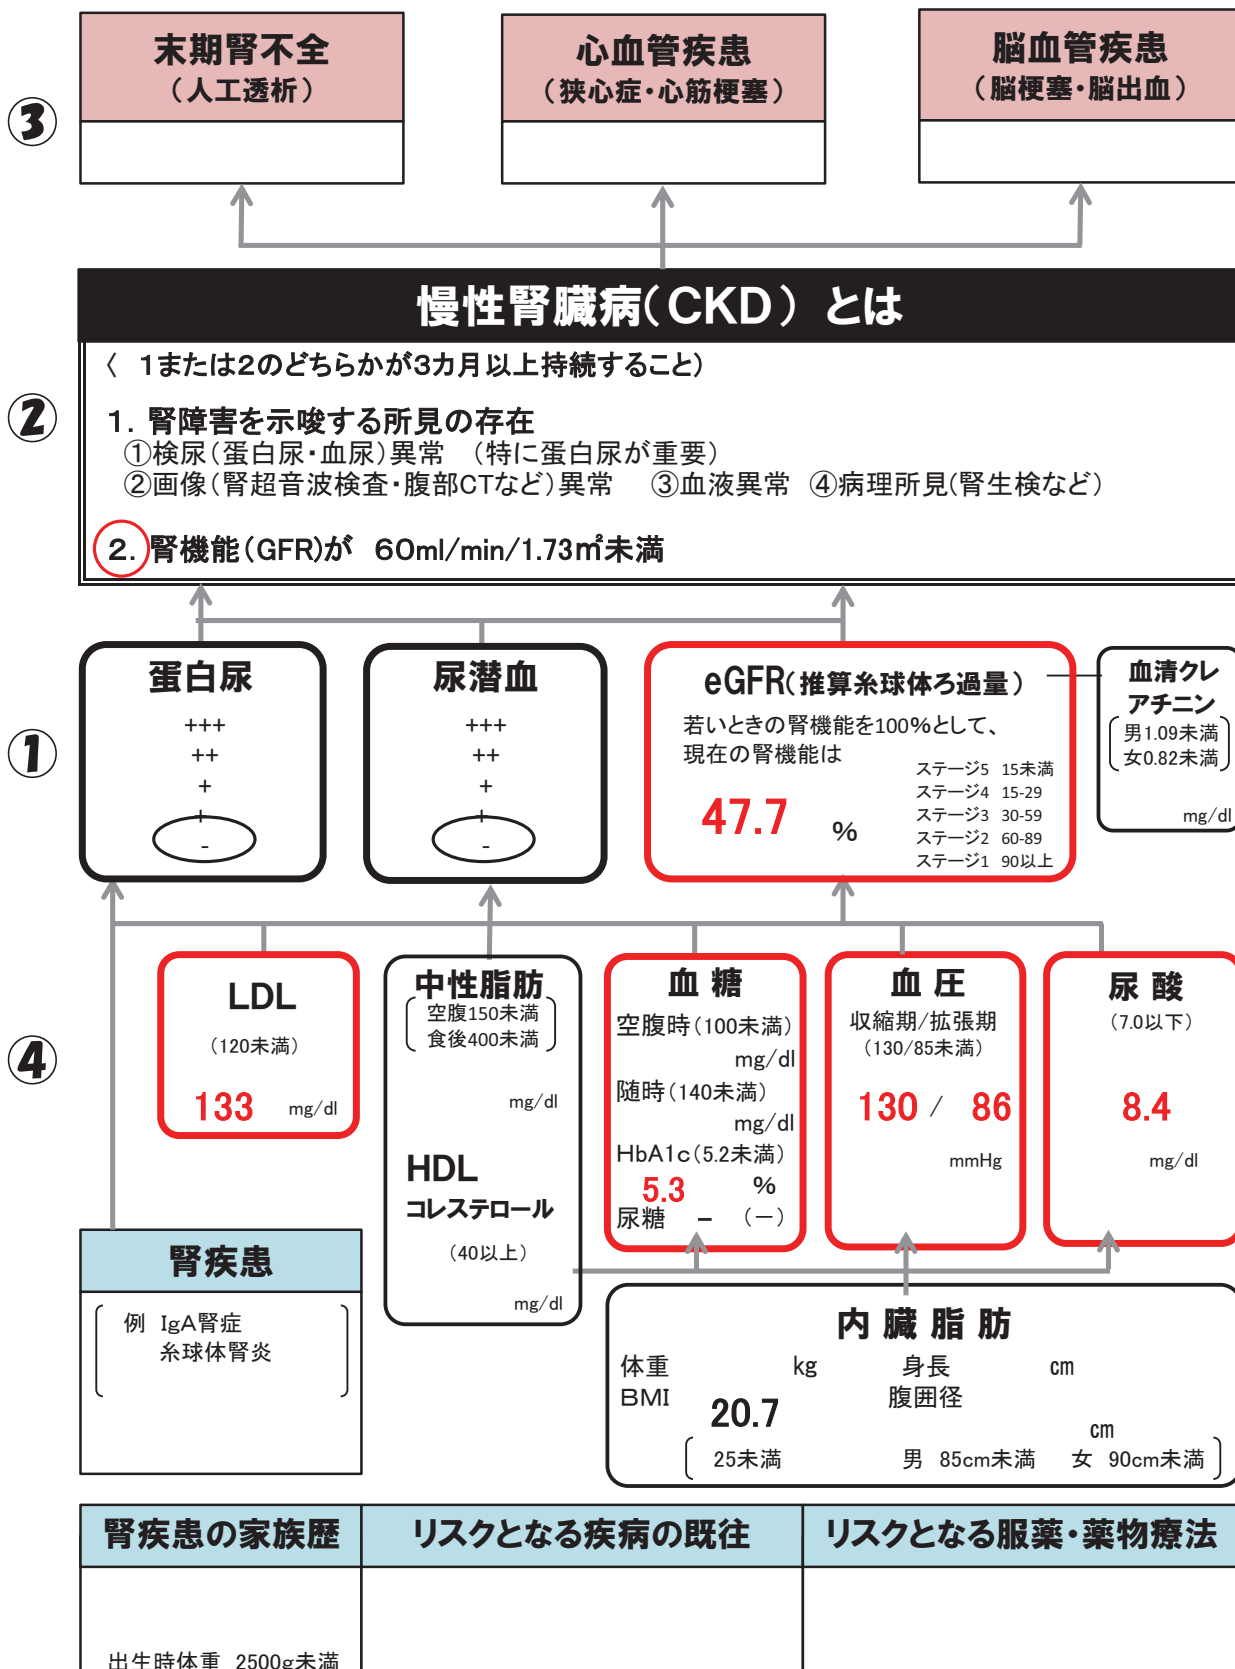 ③
末期腎不全
（人工透析）
心血管疾患
（狭心症・心筋梗塞）
脳血管疾患
（脳梗塞・脳出血）
②
慢性腎臓病(CKD) とは
〈 1または2のどちらかが3カ月以上持続すること)
1. 腎障害を示唆する所見の存在
①検尿(蛋白尿・血尿)異常 (特に蛋白尿が重要)
②画像(腎超音波検査・腹部CTなど)異常 ③血液異常 ④病理所見(腎生検など)
2. 腎機能(GFR)が 60ml/min/1.73㎡未満
①
蛋白尿
+++
++
+
+
-
尿潜血
+++
++
+
+
-
eGFR(推算糸球体ろ過量)
若いときの腎機能を100%として、
現在の腎機能は
47.7 %
ステージ5 15未満
ステージ4 15-29
ステージ3 30-59
ステージ2 60-89
ステージ1 90以上
血清クレ
アチニン
男1.09未満
女0.82未満
mg/dl
④
LDL
(120未満)
133 mg/dl
中性脂肪
空腹150未満
食後400未満
mg/dl
HDL
コレステロール
(40以上)
mg/dl
血糖
空腹時(100未満)
mg/dl
随時(140未満)
mg/dl
HbA1c(5.2未満)
5.3 %
尿糖 － (－)
血圧
収縮期/拡張期
(130/85未満)
130 / 86
mmHg
尿酸
(7.0以下)
8.4
mg/dl
腎疾患
例 IgA腎症
糸球体腎炎
内臓脂肪
体重 kg 身長 cm
BMI 20.7 腹囲径
cm
25未満 男 85cm未満 女 90cm未満
腎疾患の家族歴
リスクとなる疾病の既往
リスクとなる服薬・薬物療法
出生時体重 2500g未満